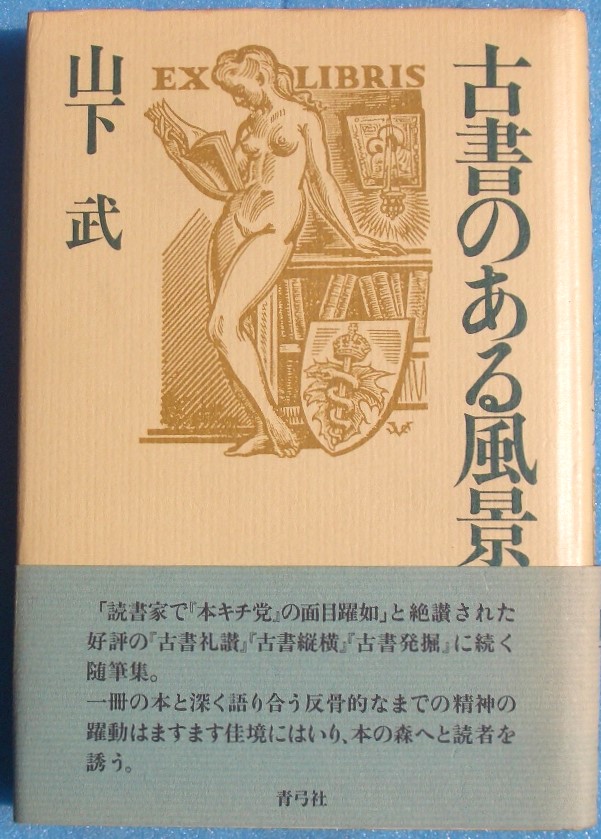 古書のある風景
山下 武
EX LIBRIS
「読書家で『本キチ党』の面目躍如」と絶讃された
好評の『古書礼讃』『古書縦横』『古書発掘』に続く
随筆集。
一冊の本と深く語り合う反骨的なまでの精神の
躍動はますます佳境にはいり、本の森へと読者を
誘う。
青弓社